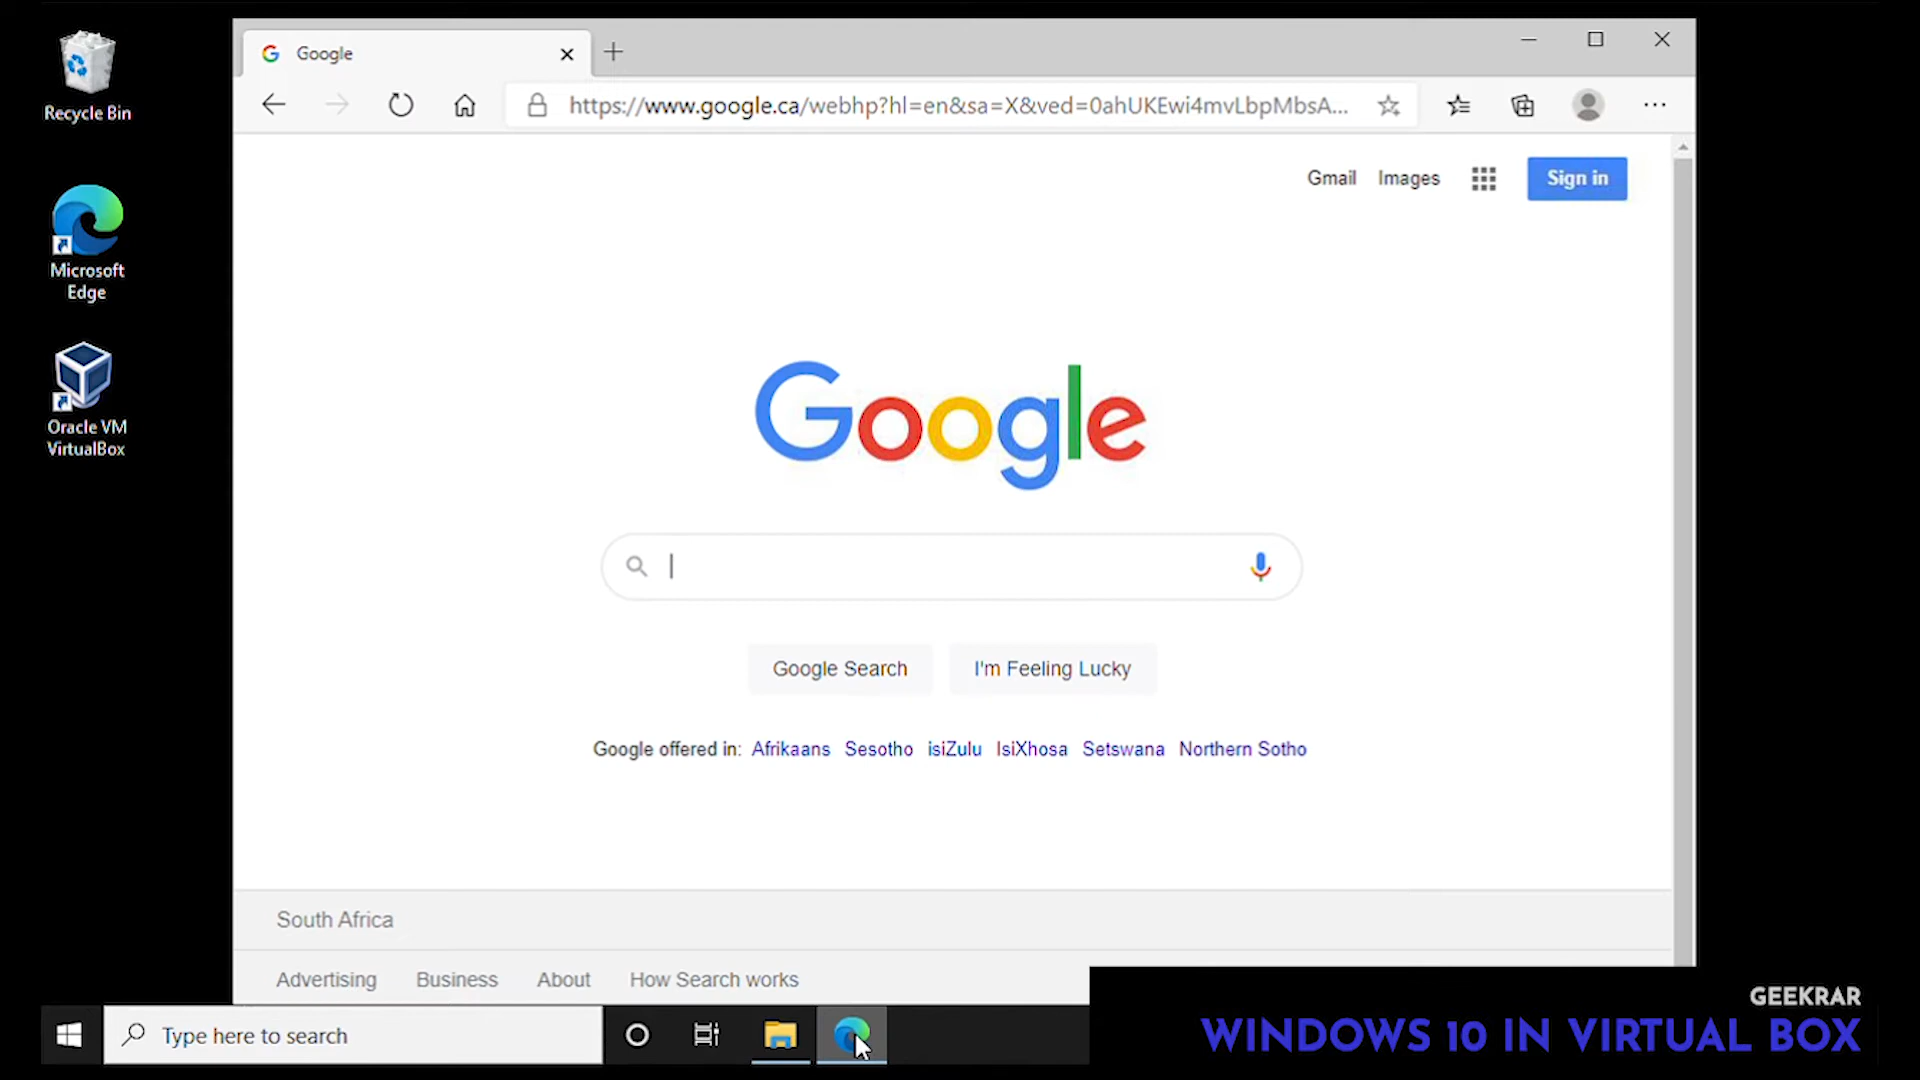 Recycle Bin
Microsoft
Edge
Oracle VM
VirtualBox
Google
https://www.google.ca/webhp?hl=en&sa=X&ved=0ahUKEwi4mvLbpMbsA...
Gmail Images Sign in
Google
Google Search I'm Feeling Lucky
Google offered in: Afrikaans Sesotho isiZulu IsiXhosa Setswana Northern Sotho
South Africa
Advertising Business About How Search works
Type here to search
GEEKRAR
WINDOWS 10 IN VIRTUAL BOX